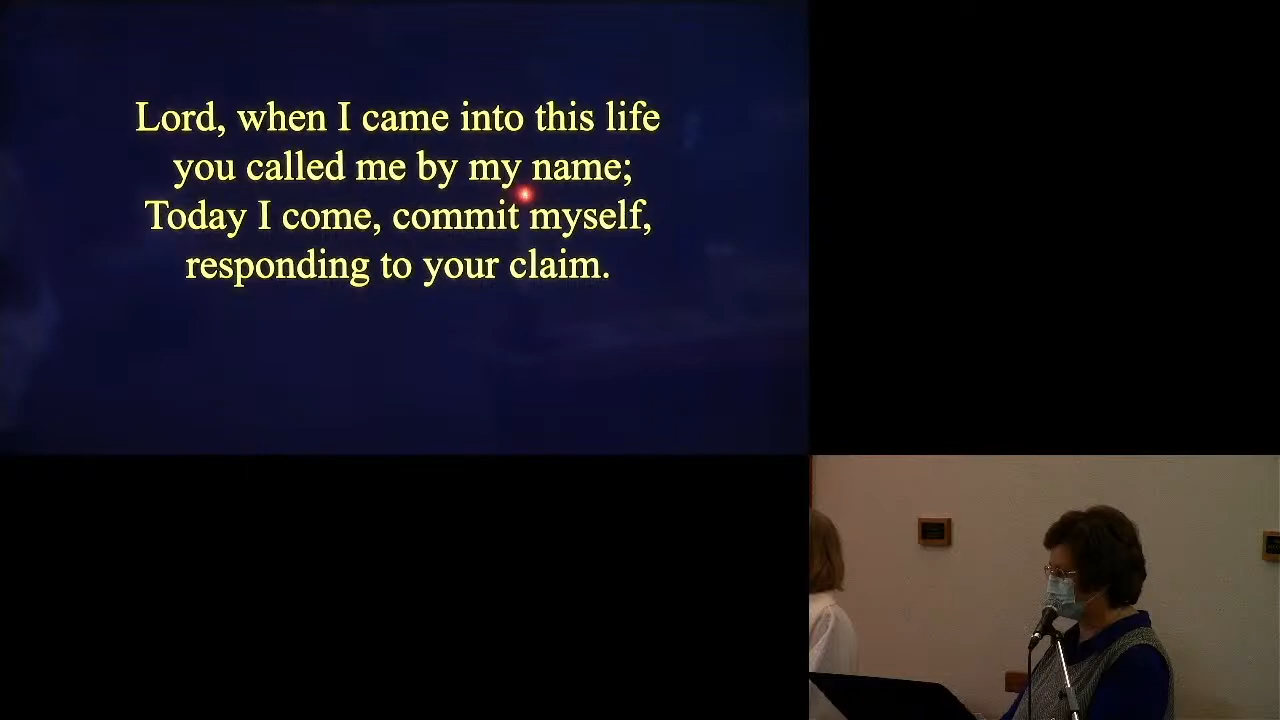 Lord, when I came into this life
you called me by my name;
Today I come, commit myself,
responding to your claim.